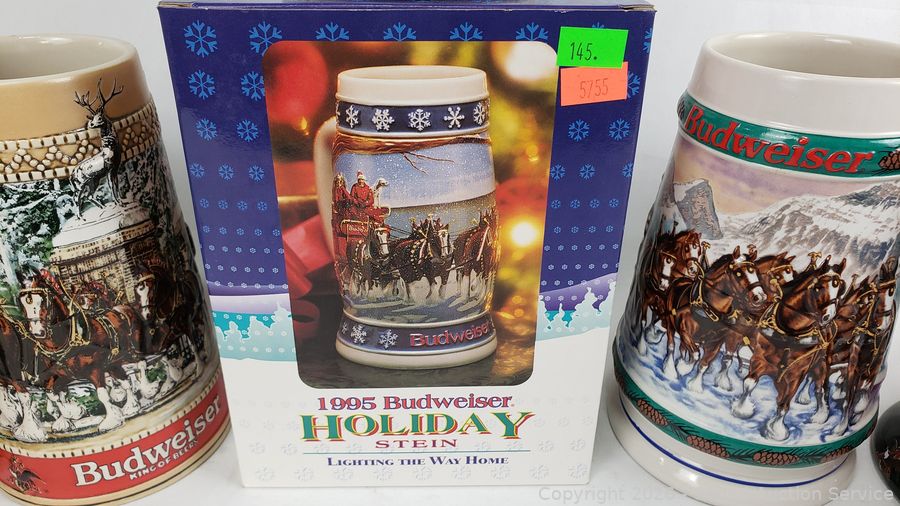 145.
5755
Budweiser
Budweiser
1995 Budweiser
HOLIDAY
STEIN
LIGHTING THE WAY HOME
Budweiser
KING OF BEERS
Copyright
Auction Service